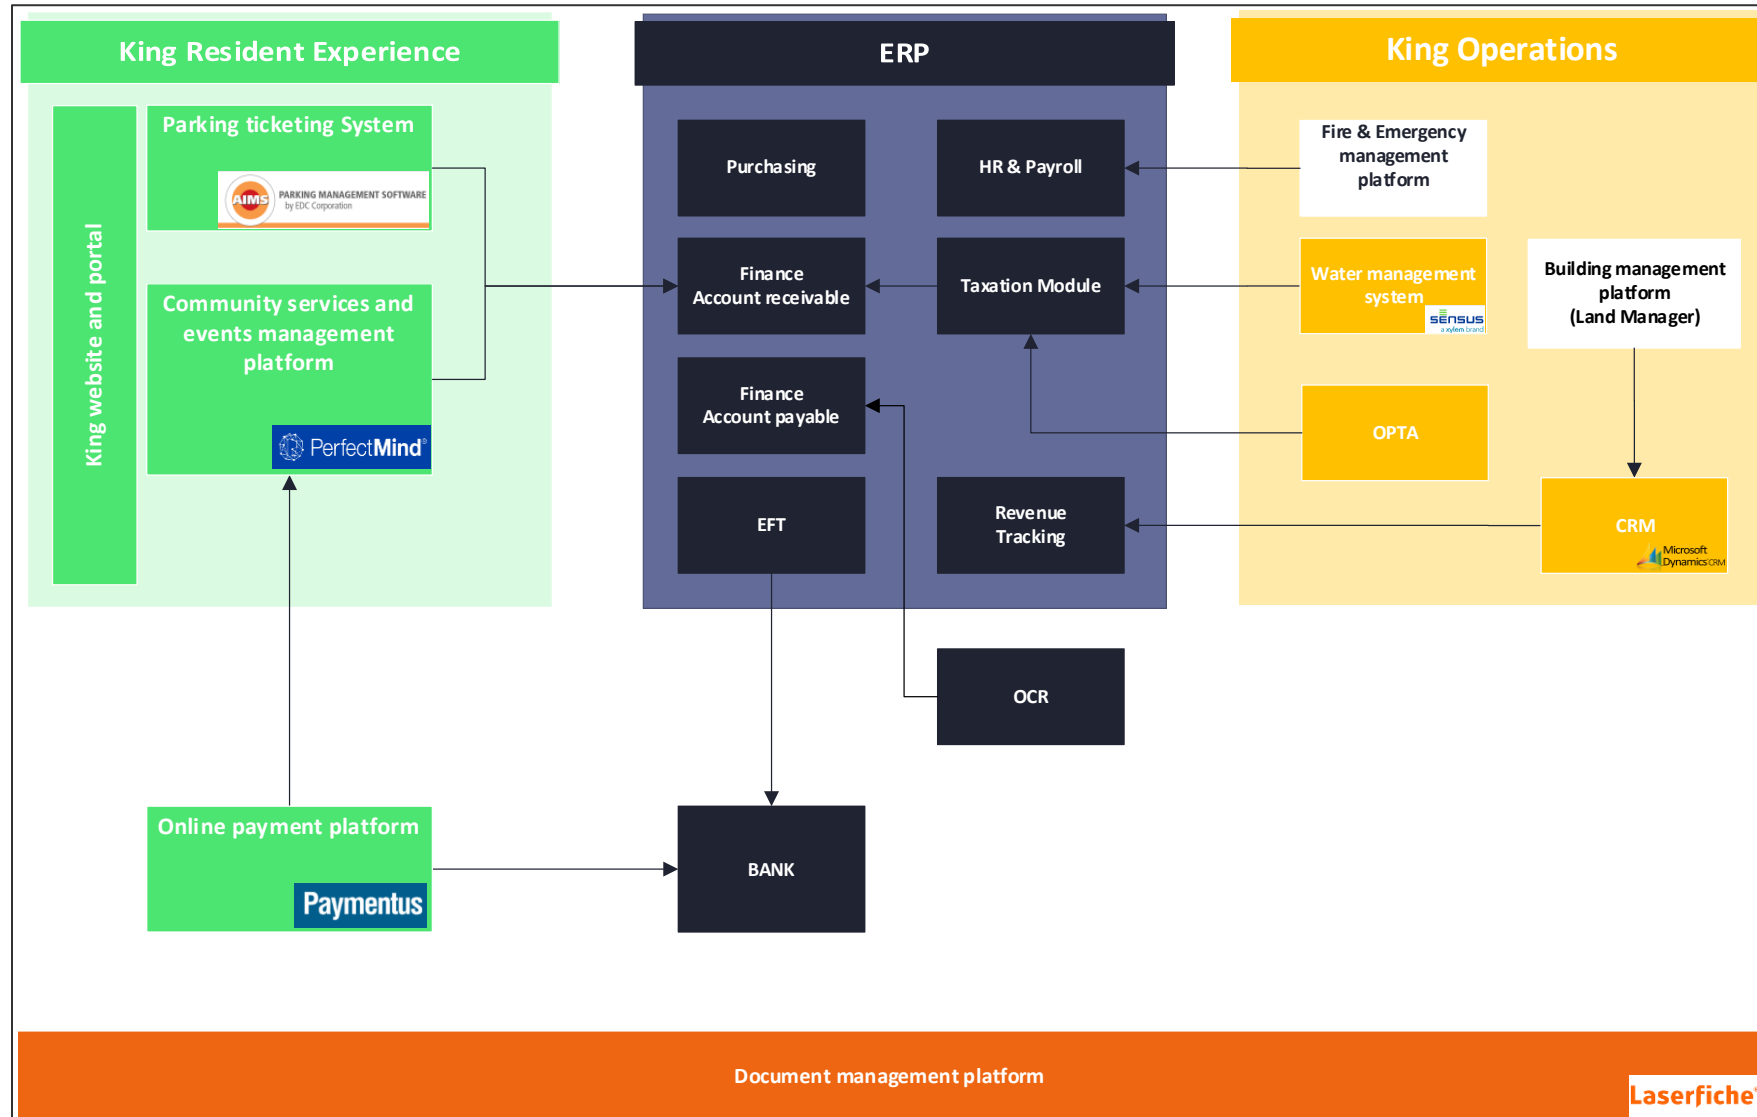 King Resident Experience
ERP
King Operations
King website and portal
Parking ticketing System
AIMS
PARKING MANAGEMENT SOFTWARE
by EDC Corporation
Community services and
events management
platform
PerfectMind®
Purchasing
HR & Payroll
Finance
Account receivable
Taxation Module
Finance
Account payable
EFT
Revenue
Tracking
Fire & Emergency
management
platform
Water management
system
sensus
a xylem brand
Building management
platform
(Land Manager)
OPTA
CRM
Microsoft
Dynamics CRM
OCR
Online payment platform
Paymentus
BANK
Document management platform
Laserfiche®